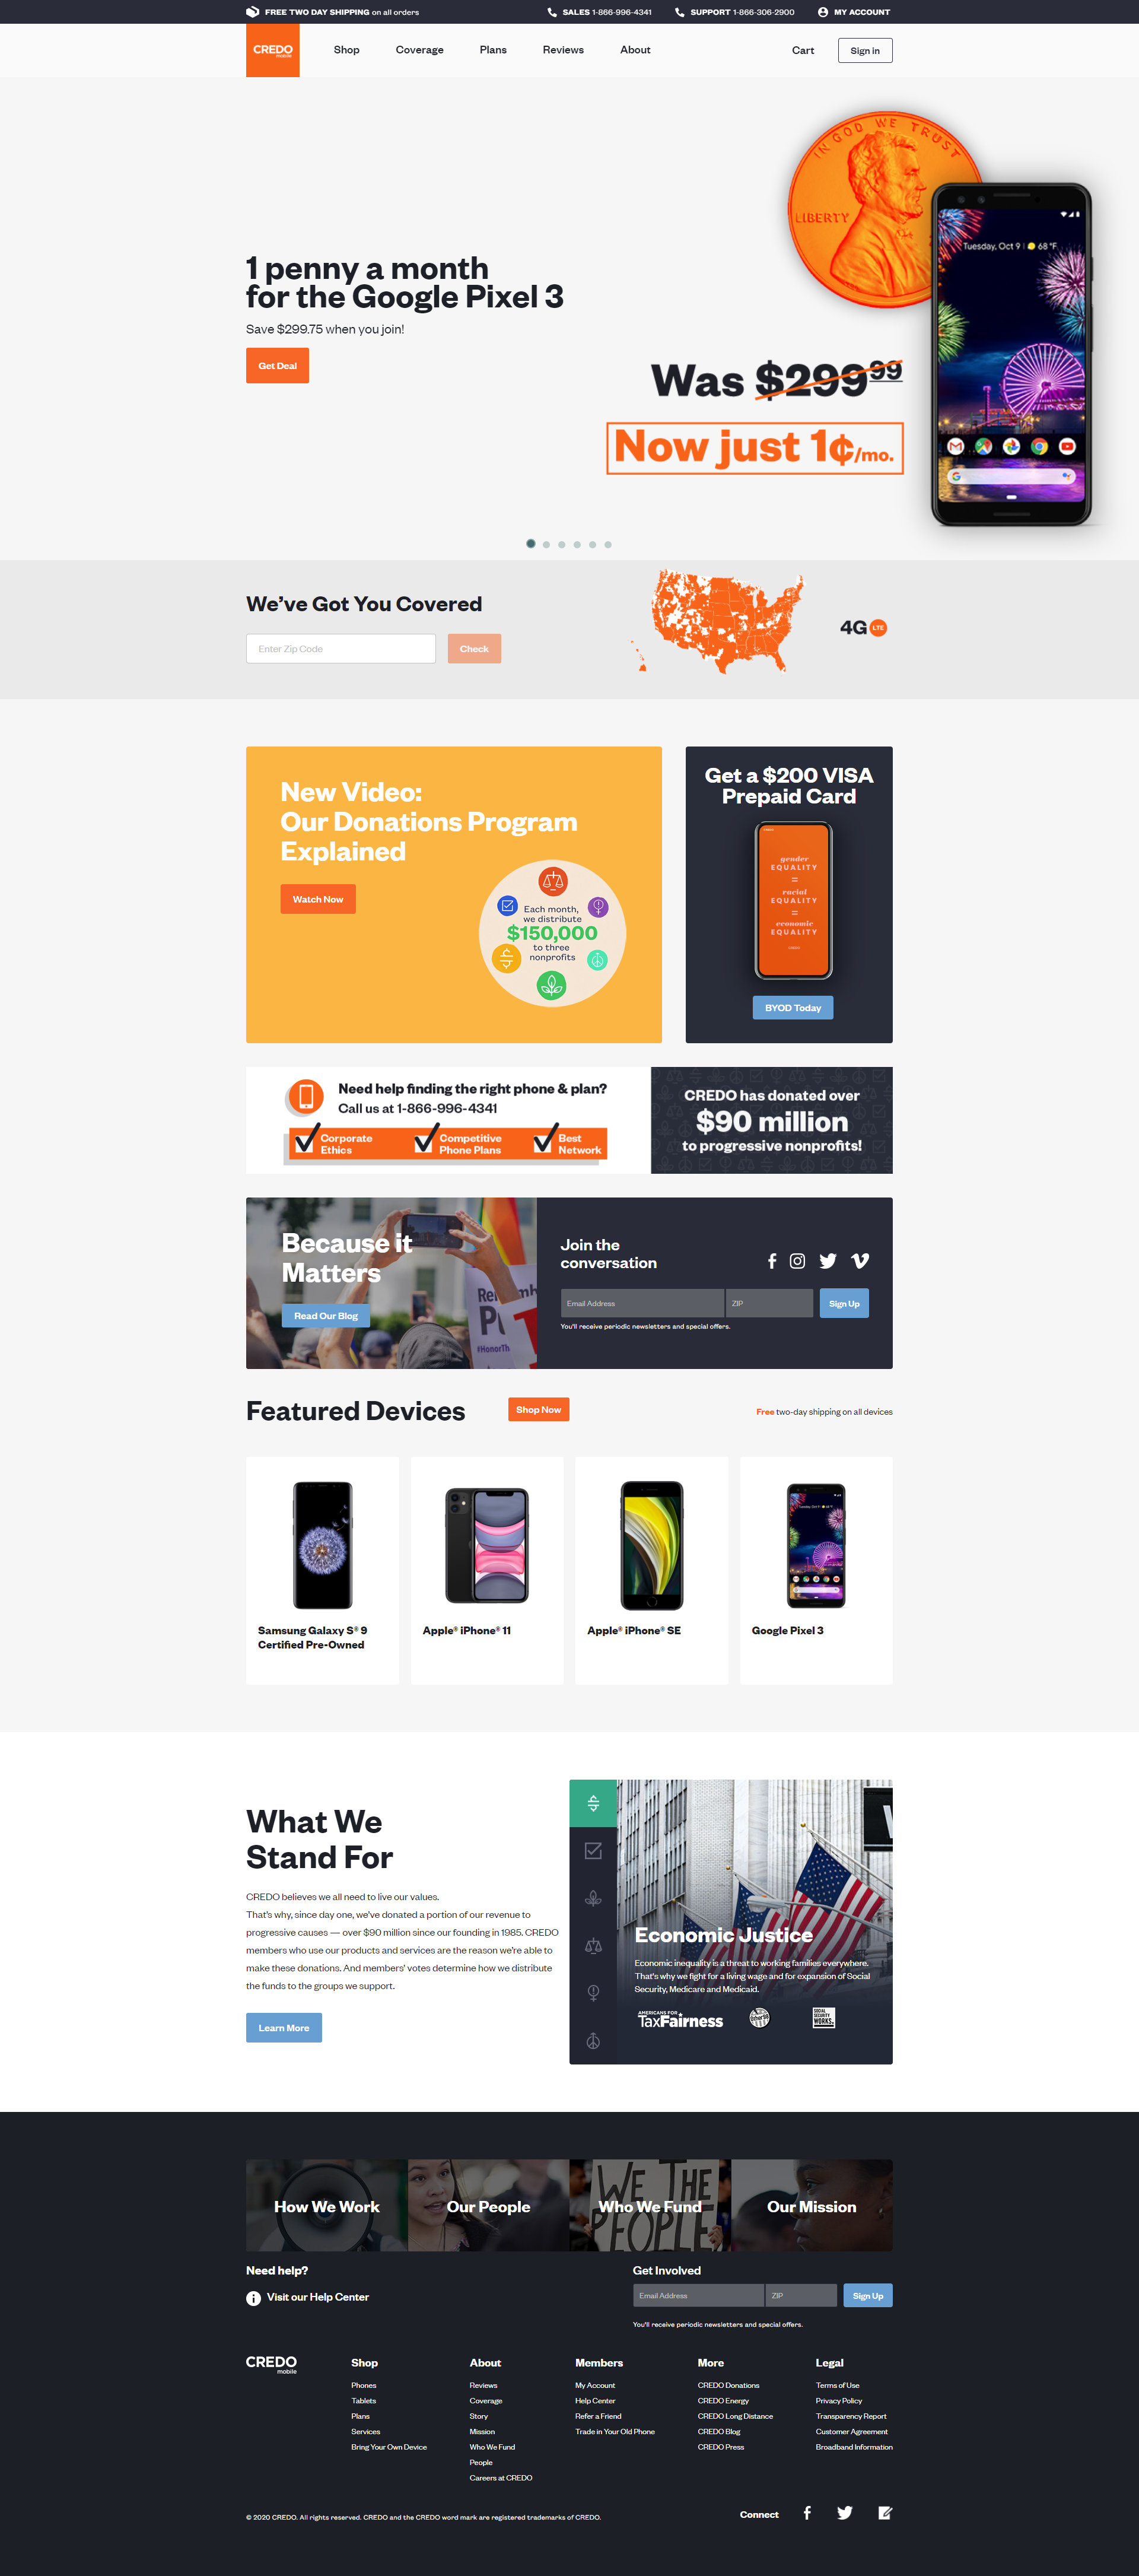 FREE TWO DAY SHIPPING on all orders
SALES 1-866-996-4341
SUPPORT 1-866-306-2900
MY ACCOUNT
CREDO
mobile
Shop
Coverage
Plans
Reviews
About
Cart
Sign in
IN GOD WE TRUST
LIBERTY
Tuesday, Oct 9 | 68 °F
1 penny a month
for the Google Pixel 3
Save $299.75 when you join!
Get Deal
Was $299 99
Now just 1¢/mo.
We've Got You Covered
Enter Zip Code
Check
4G LTE
New Video:
Our Donations Program
Explained
Watch Now
Each month,
we distribute
$150,000
to three
nonprofits
Get a $200 VISA
Prepaid Card
gender
EQUALITY
=
racial
EQUALITY
=
economic
EQUALITY
BYOD Today
Need help finding the right phone & plan?
Call us at 1-866-996-4341
Corporate
Ethics
Competitive
Phone Plans
Best
Network
CREDO has donated over
$90 million
to progressive nonprofits!
Because it
Matters
Read Our Blog
#HonorTh
Join the
conversation
Email Address
ZIP
Sign Up
You'll receive periodic newsletters and special offers.
Featured Devices
Shop Now
Free two-day shipping on all devices
Samsung Galaxy S® 9
Certified Pre-Owned
Apple® iPhone® 11
Apple® iPhone® SE
Google Pixel 3
What We
Stand For
CREDO believes we all need to live our values.
That's why, since day one, we've donated a portion of our revenue to
progressive causes — over $90 million since our founding in 1985. CREDO
members who use our products and services are the reason we're able to
make these donations. And members' votes determine how we distribute
the funds to the groups we support.
Learn More
Economic Justice
Economic inequality is a threat to working families everywhere.
That's why we fight for a living wage and for expansion of Social
Security, Medicare and Medicaid.
AMERICANS FOR
TaxFairness
SOCIAL
SECURITY
WORKS
How We Work
Our People
WE THE
PEOPLE
Who We Fund
Our Mission
Need help?
Visit our Help Center
Get Involved
Email Address
ZIP
Sign Up
You'll receive periodic newsletters and special offers.
CREDO
mobile
Shop
Phones
Tablets
Plans
Services
Bring Your Own Device
About
Reviews
Coverage
Story
Mission
Who We Fund
People
Careers at CREDO
Members
My Account
Help Center
Refer a Friend
Trade in Your Old Phone
More
CREDO Donations
CREDO Energy
CREDO Long Distance
CREDO Blog
CREDO Press
Legal
Terms of Use
Privacy Policy
Transparency Report
Customer Agreement
Broadband Information
© 2020 CREDO. All rights reserved. CREDO and the CREDO word mark are registered trademarks of CREDO.
Connect